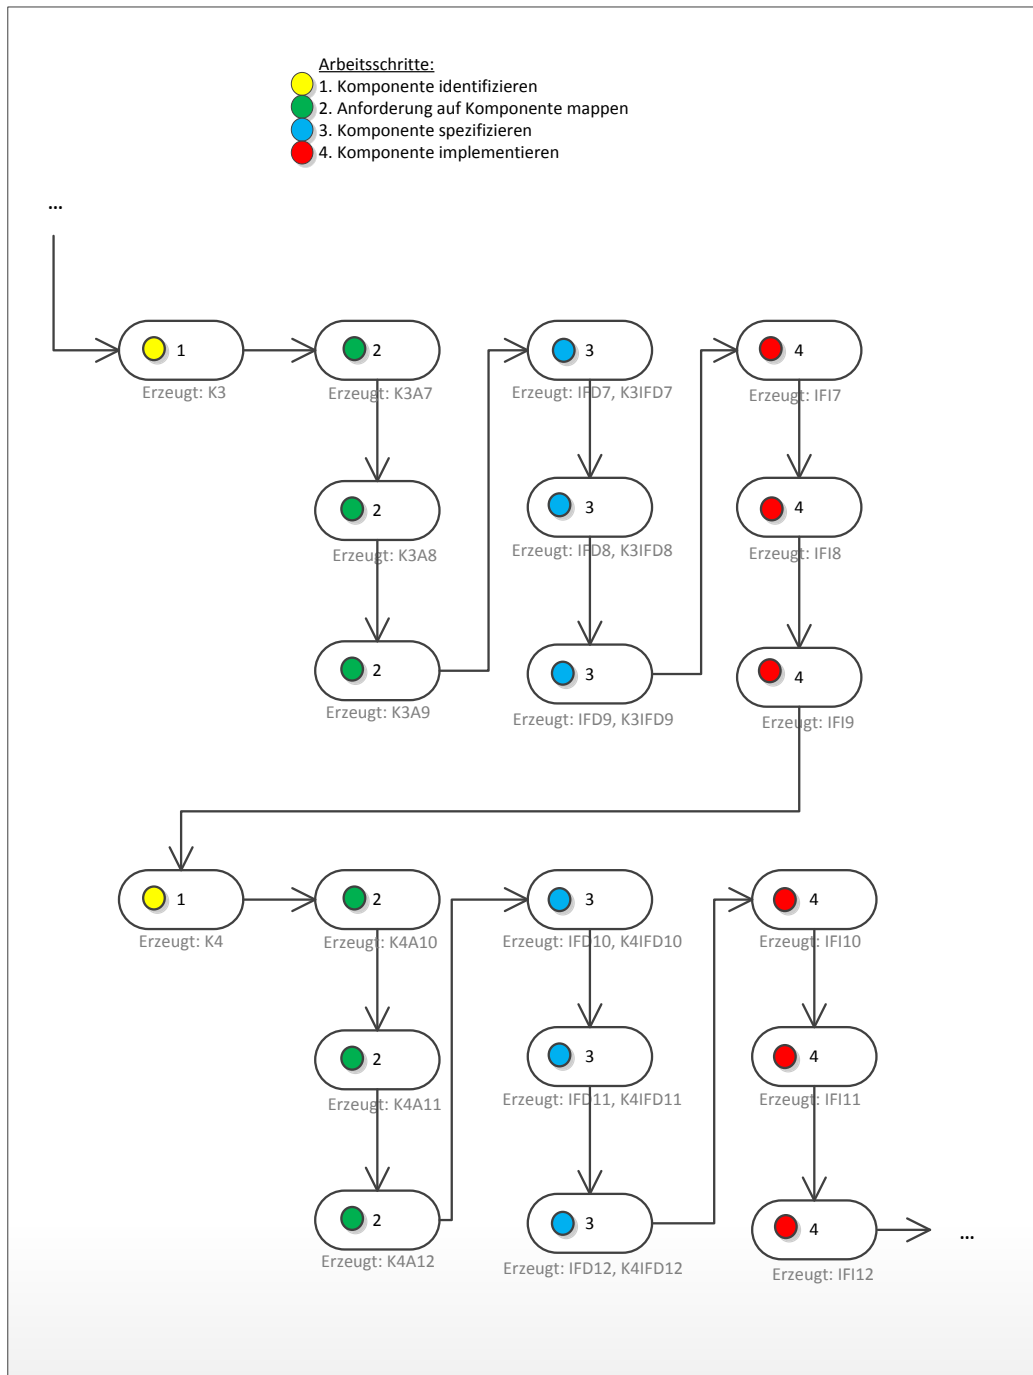 Arbeitsschritte:
1. Komponente identifizieren
2. Anforderung auf Komponente mappen
3. Komponente spezifizieren
4. Komponente implementieren
...
1
2
3
4
Erzeugt: K3
Erzeugt: K3A7
Erzeugt: IFD7, K3IFD7
Erzeugt: IFI7
2
3
4
Erzeugt: K3A8
Erzeugt: IFD8, K3IFD8
Erzeugt: IFI8
2
3
4
Erzeugt: K3A9
Erzeugt: IFD9, K3IFD9
Erzeugt: IFI9
1
2
3
4
Erzeugt: K4
Erzeugt: K4A10
Erzeugt: IFD10, K4IFD10
Erzeugt: IFI10
2
3
4
Erzeugt: K4A11
Erzeugt: IFD11, K4IFD11
Erzeugt: IFI11
2
3
4
...
Erzeugt: K4A12
Erzeugt: IFD12, K4IFD12
Erzeugt: IFI12